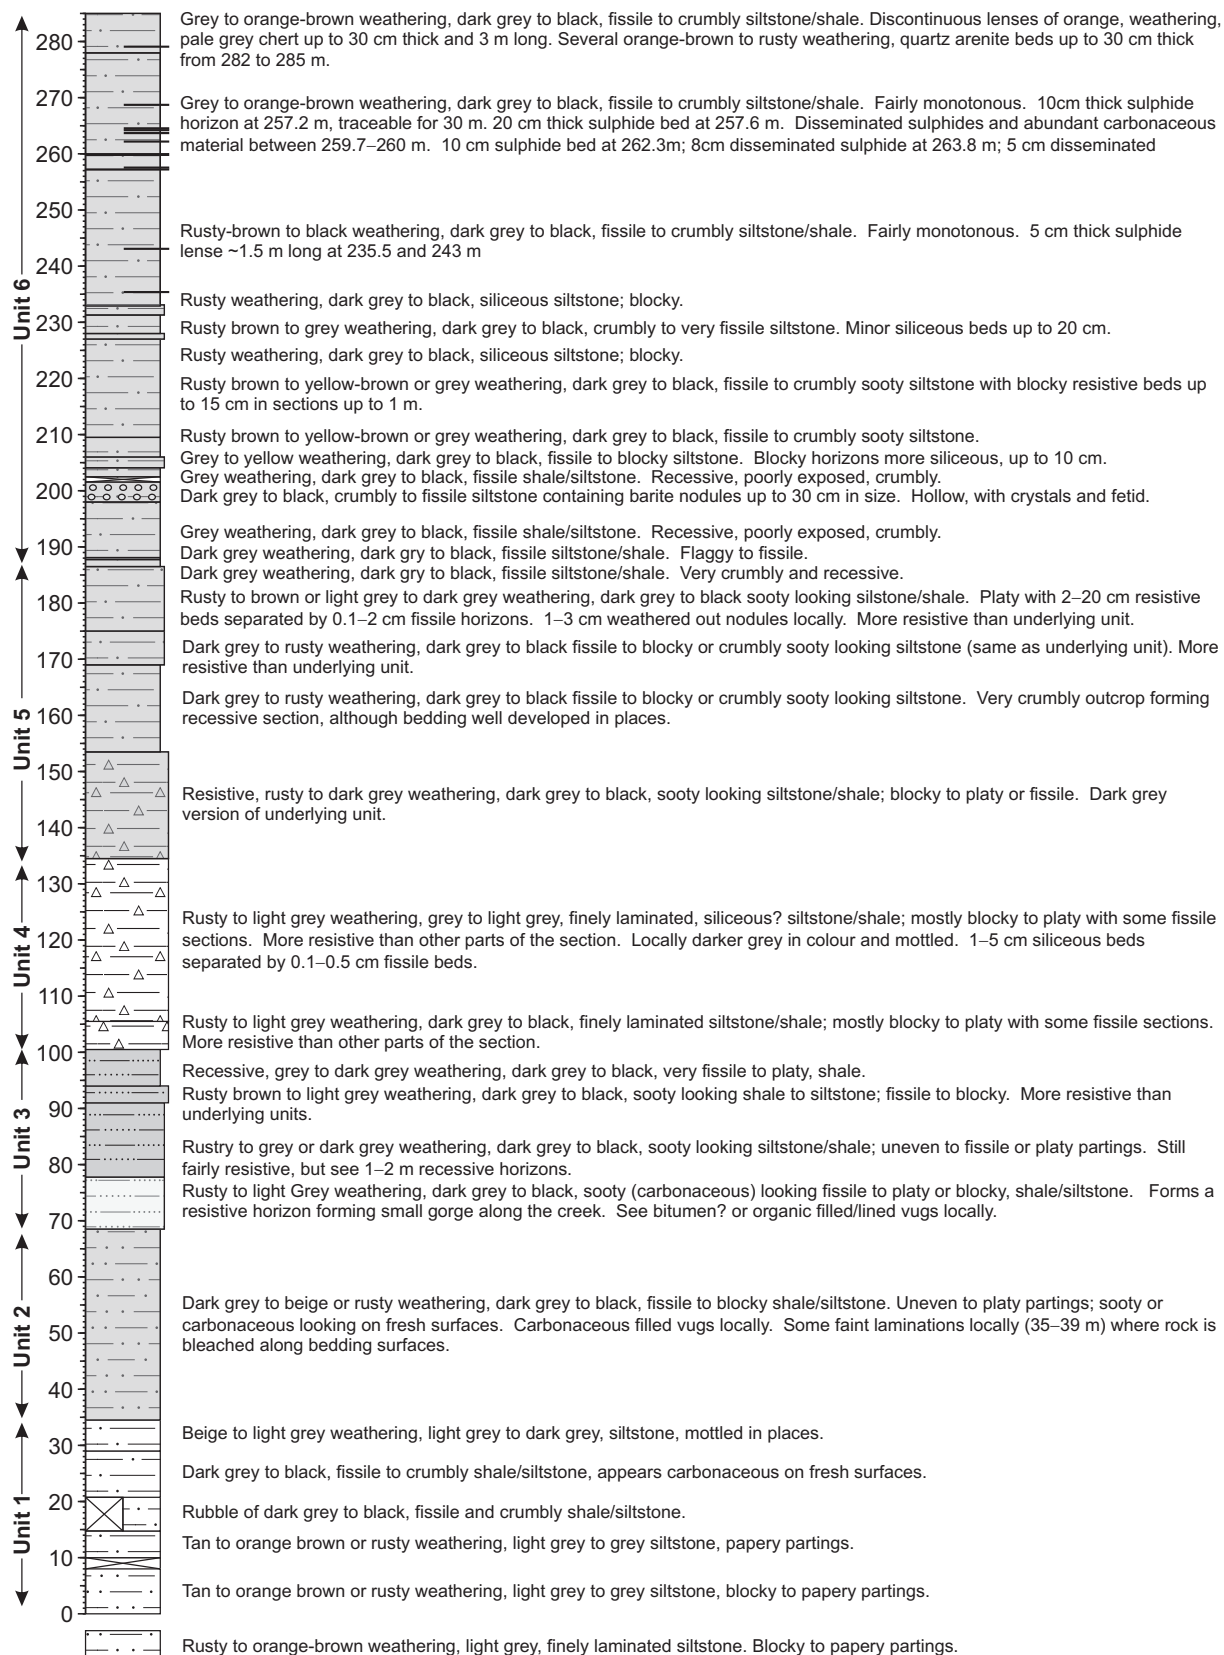 Grey to orange-brown weathering, dark grey to black, fissile to crumbly siltstone/shale. Discontinuous lenses of orange, weathering,
pale grey chert up to 30 cm thick and 3 m long. Several orange-brown to rusty weathering, quartz arenite beds up to 30 cm thick
from 282 to 285 m.
280
270
Grey to orange-brown weathering, dark grey to black, fissile to crumbly siltstone/shale. Fairly monotonous. 10cm thick sulphide
horizon at 257.2 m, traceable for 30 m. 20 cm thick sulphide bed at 257.6 m. Disseminated sulphides and abundant carbonaceous
material between 259.7–260 m. 10 cm sulphide bed at 262.3m; 8cm disseminated sulphide at 263.8 m; 5 cm disseminated
260
250
Rusty-brown to black weathering, dark grey to black, fissile to crumbly siltstone/shale. Fairly monotonous. 5 cm thick sulphide
lense ~1.5 m long at 235.5 and 243 m
240
Unit 6
Rusty weathering, dark grey to black, siliceous siltstone; blocky.
230
Rusty brown to grey weathering, dark grey to black, crumbly to very fissile siltstone. Minor siliceous beds up to 20 cm.
Rusty weathering, dark grey to black, siliceous siltstone; blocky.
220
Rusty brown to yellow-brown or grey weathering, dark grey to black, fissile to crumbly sooty siltstone with blocky resistive beds up
to 15 cm in sections up to 1 m.
210
Rusty brown to yellow-brown or grey weathering, dark grey to black, fissile to crumbly sooty siltstone.
Grey to yellow weathering, dark grey to black, fissile to blocky siltstone. Blocky horizons more siliceous, up to 10 cm.
Grey weathering, dark grey to black, fissile shale/siltstone. Recessive, poorly exposed, crumbly.
200
Dark grey to black, crumbly to fissile siltstone containing barite nodules up to 30 cm in size. Hollow, with crystals and fetid.
Grey weathering, dark grey to black, fissile shale/siltstone. Recessive, poorly exposed, crumbly.
190
Dark grey weathering, dark gry to black, fissile siltstone/shale. Flaggy to fissile.
Dark grey weathering, dark gry to black, fissile siltstone/shale. Very crumbly and recessive.
180
Rusty to brown or light grey to dark grey weathering, dark grey to black sooty looking silstone/shale. Platy with 2–20 cm resistive
beds separated by 0.1–2 cm fissile horizons. 1–3 cm weathered out nodules locally. More resistive than underlying unit.
170
Dark grey to rusty weathering, dark grey to black fissile to blocky or crumbly sooty looking siltstone (same as underlying unit). More
resistive than underlying unit.
160
Unit 5
Dark grey to rusty weathering, dark grey to black fissile to blocky or crumbly sooty looking siltstone. Very crumbly outcrop forming
recessive section, although bedding well developed in places.
150
Resistive, rusty to dark grey weathering, dark grey to black, sooty looking siltstone/shale; blocky to platy or fissile. Dark grey
version of underlying unit.
140
130
120
Unit 4
Rusty to light grey weathering, grey to light grey, finely laminated, siliceous? siltstone/shale; mostly blocky to platy with some fissile
sections. More resistive than other parts of the section. Locally darker grey in colour and mottled. 1–5 cm siliceous beds
separated by 0.1–0.5 cm fissile beds.
110
Rusty to light grey weathering, dark grey to black, finely laminated siltstone/shale; mostly blocky to platy with some fissile sections.
More resistive than other parts of the section.
100
Recessive, grey to dark grey weathering, dark grey to black, very fissile to platy, shale.
Rusty brown to light grey weathering, dark grey to black, sooty looking shale to siltstone; fissile to blocky. More resistive than
underlying units.
90
Unit 3
Rustry to grey or dark grey weathering, dark grey to black, sooty looking siltstone/shale; uneven to fissile or platy partings. Still
fairly resistive, but see 1–2 m recessive horizons.
80
Rusty to light Grey weathering, dark grey to black, sooty (carbonaceous) looking fissile to platy or blocky, shale/siltstone. Forms a
resistive horizon forming small gorge along the creek. See bitumen? or organic filled/lined vugs locally.
70
60
Unit 2
Dark grey to beige or rusty weathering, dark grey to black, fissile to blocky shale/siltstone. Uneven to platy partings; sooty or
carbonaceous looking on fresh surfaces. Carbonaceous filled vugs locally. Some faint laminations locally (35–39 m) where rock is
bleached along bedding surfaces.
50
40
Beige to light grey weathering, light grey to dark grey, siltstone, mottled in places.
30
Dark grey to black, fissile to crumbly shale/siltstone, appears carbonaceous on fresh surfaces.
20
Unit 1
Rubble of dark grey to black, fissile and crumbly shale/siltstone.
Tan to orange brown or rusty weathering, light grey to grey siltstone, papery partings.
10
Tan to orange brown or rusty weathering, light grey to grey siltstone, blocky to papery partings.
0
Rusty to orange-brown weathering, light grey, finely laminated siltstone. Blocky to papery partings.